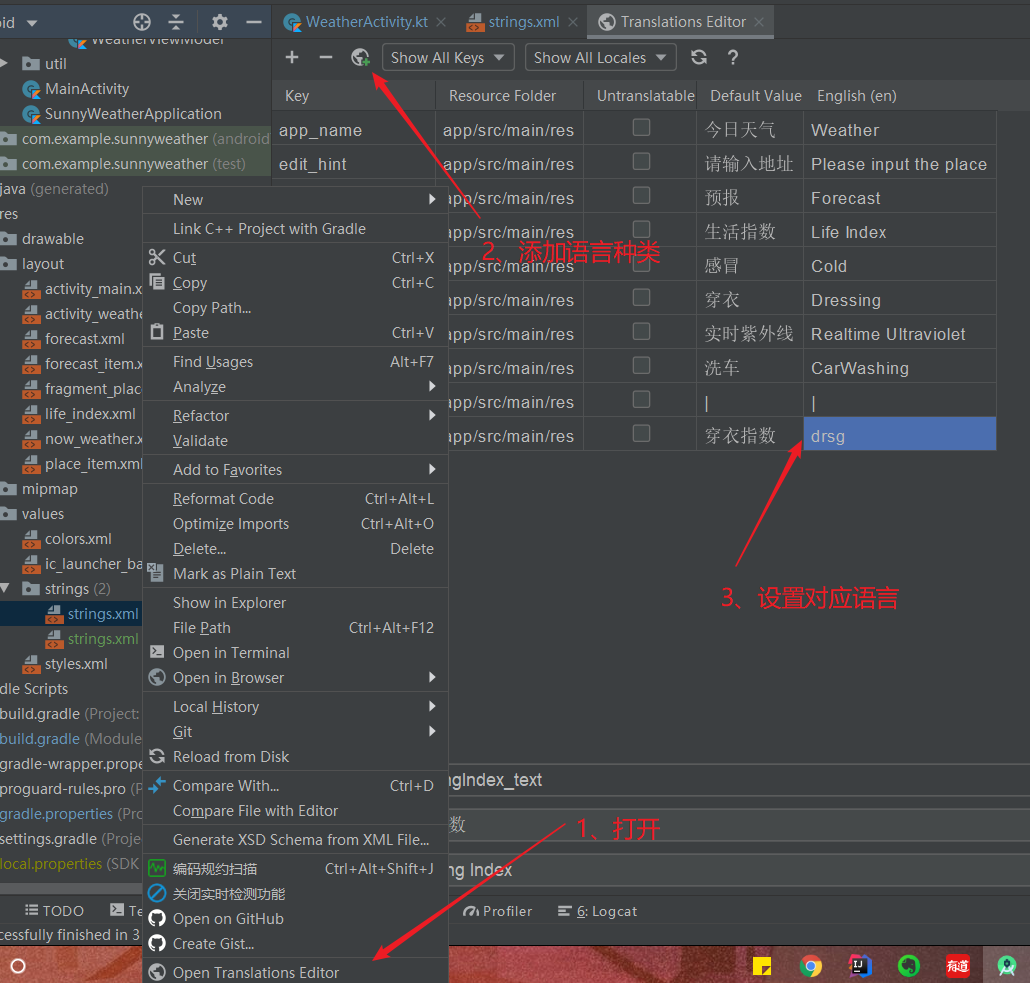 WeatherActivity.kt
strings.xml
Translations Editor
WeatherViewModel
util
MainActivity
SunnyWeatherApplication
com.example.sunnyweather (android
com.example.sunnyweather (test)
java (generated)
res
drawable
layout
activity_main.x
activity_weathe
forecast.xml
forecast_item.x
fragment_plac
life_index.xml
now_weather.x
place_item.xml
mipmap
values
colors.xml
ic_launcher_ba
strings (2)
strings.xml
strings.xml
styles.xml
dle Scripts
build.gradle (Project:
build.gradle (Module
gradle-wrapper.prope
proguard-rules.pro (P
gradle.properties (Pro
settings.gradle (Proje
local.properties (SDK
Show All Keys
Show All Locales
?
Key Resource Folder Untranslatable Default Value English (en)
app_name app/src/main/res 今日天气 Weather
edit_hint app/src/main/res 请输入地址 Please input the place
app/src/main/res 预报 Forecast
app/src/main/res 生活指数 Life Index
app/src/main/res 感冒 Cold
app/src/main/res 穿衣 Dressing
app/src/main/res 实时紫外线 Realtime Ultraviolet
app/src/main/res 洗车 CarWashing
app/src/main/res | |
app/src/main/res 穿衣指数 drsg
2、添加语言种类
3、设置对应语言
1、打开
New
Link C++ Project with Gradle
Cut Ctrl+X
Copy Ctrl+C
Copy Path...
Paste Ctrl+V
Find Usages Alt+F7
Analyze
Refactor
Validate
Add to Favorites
Reformat Code Ctrl+Alt+L
Optimize Imports Ctrl+Alt+O
Delete... Delete
Mark as Plain Text
Show in Explorer
File Path Ctrl+Alt+F12
Open in Terminal
Open in Browser
Local History
Git
Reload from Disk
Compare With... Ctrl+D
Compare File with Editor
Generate XSD Schema from XML File...
编码规约扫描 Ctrl+Alt+Shift+J
关闭实时检测功能
Open on GitHub
Create Gist...
Open Translations Editor
ngIndex_text
数
ng Index
TODO
Te
Profiler
6: Logcat
cessfully finished in 3
IJ
有道